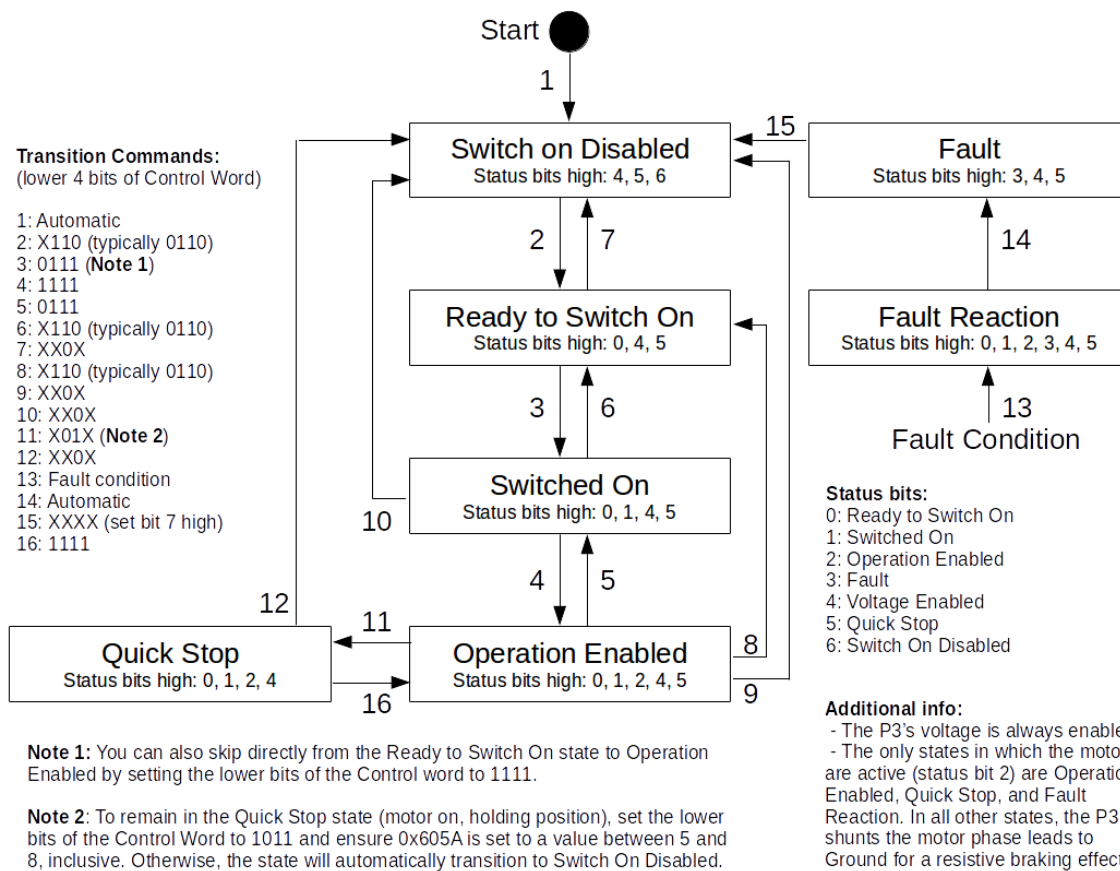 Start
1
Switch on Disabled
Status bits high: 4, 5, 6
15
Fault
Status bits high: 3, 4, 5
Transition Commands:
(lower 4 bits of Control Word)
1: Automatic
2: X110 (typically 0110)
3: 0111 (Note 1)
4: 1111
5: 0111
6: X110 (typically 0110)
7: XX0X
8: X110 (typically 0110)
9: XX0X
10: XX0X
11: X01X (Note 2)
12: XX0X
13: Fault condition
14: Automatic
15: XXXX (set bit 7 high)
16: 1111
2
7
14
Ready to Switch On
Status bits high: 0, 4, 5
Fault Reaction
Status bits high: 0, 1, 2, 3, 4, 5
3
6
13
Fault Condition
Switched On
Status bits high: 0, 1, 4, 5
10
Status bits:
0: Ready to Switch On
1: Switched On
2: Operation Enabled
3: Fault
4: Voltage Enabled
5: Quick Stop
6: Switch On Disabled
4
5
12
11
Quick Stop
Status bits high: 0, 1, 2, 4
Operation Enabled
Status bits high: 0, 1, 2, 4, 5
8
9
16
Note 1: You can also skip directly from the Ready to Switch On state to Operation
Enabled by setting the lower bits of the Control word to 1111.
Note 2: To remain in the Quick Stop state (motor on, holding position), set the lower
bits of the Control Word to 1011 and ensure 0x605A is set to a value between 5 and
8, inclusive. Otherwise, the state will automatically transition to Switch On Disabled.
Additional info:
- The P3's voltage is always
- The only states in which the
are active (status bit 2) are
Enabled, Quick Stop, and Fault
Reaction. In all other states, the P3
shunts the motor phase leads to
Ground for a resistive braking effect